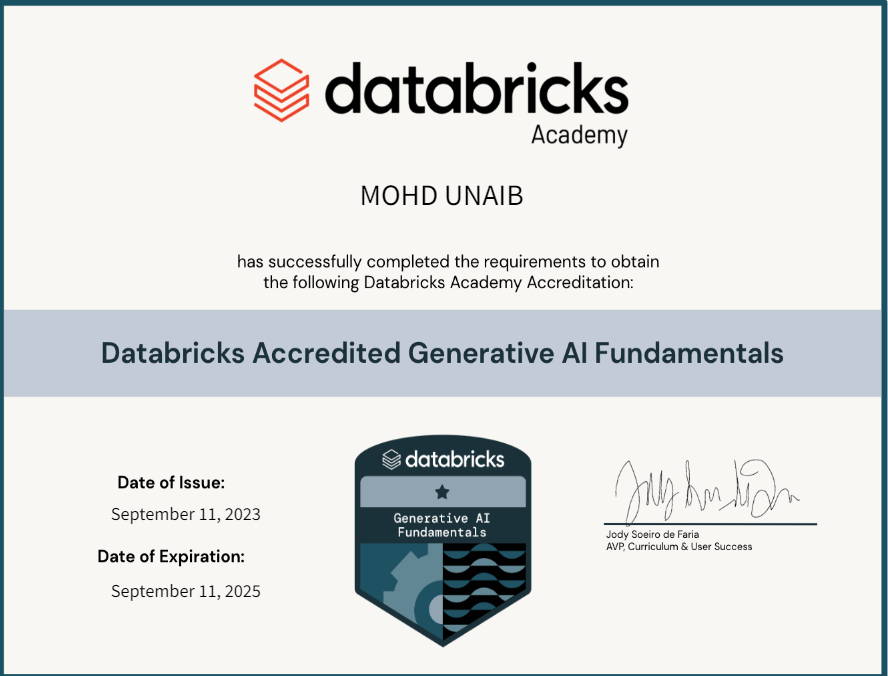 databricks
Academy
MOHD UNAIB
has successfully completed the requirements to obtain
the following Databricks Academy Accreditation:
Databricks Accredited Generative AI Fundamentals
Date of Issue:
September 11, 2023
Date of Expiration:
September 11, 2025
databricks
Generative AI
Fundamentals
Jody Soeiro de Faria
AVP, Curriculum & User Success